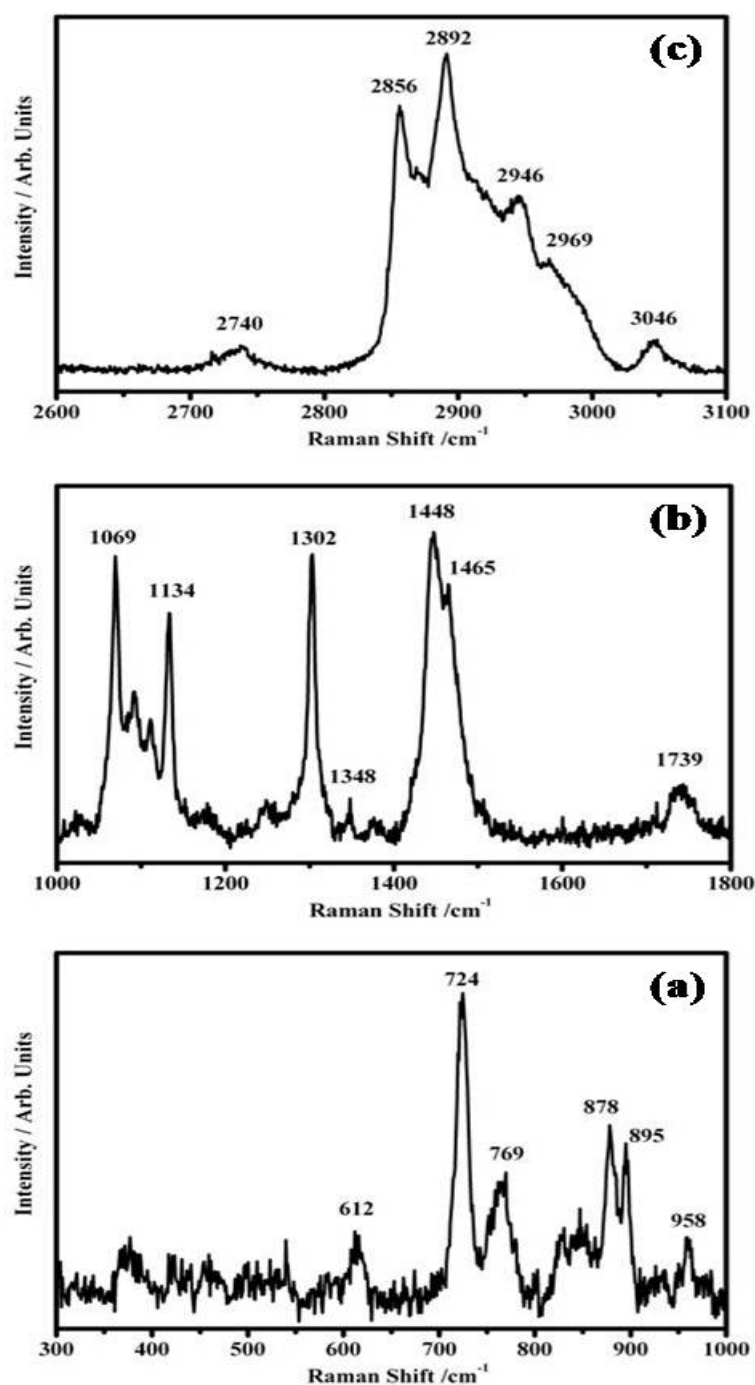 (c)
2892
2856
2946
2969
2740
3046
Intensity / Arb. Units
2600 2700 2800 2900 3000 3100
Raman Shift /cm⁻¹
(b)
1448
1069
1302
1465
1134
1348
1739
Intensity / Arb. Units
1000 1200 1400 1600 1800
Raman Shift /cm⁻¹
(a)
724
878
895
769
612
958
Intensity / Arb. Units
300 400 500 600 700 800 900 1000
Raman Shift /cm⁻¹